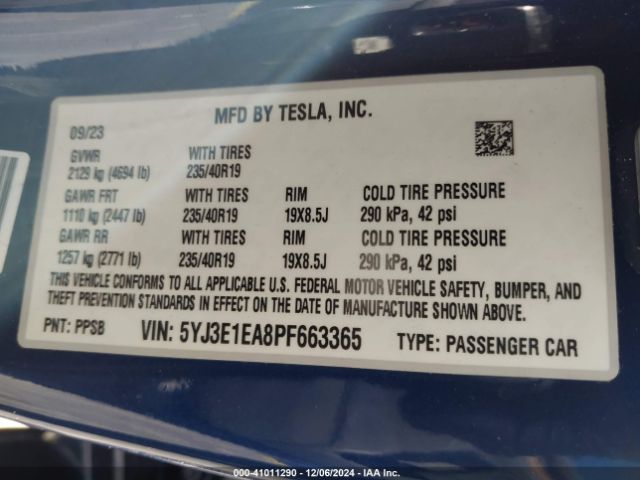 MFD BY TESLA, INC.
09/23
GVWR WITH TIRES
2129 kg (4694 lb) 235/40R19
GAWR FRT WITH TIRES RIM COLD TIRE PRESSURE
1110 kg (2447 lb) 235/40R19 19X8.5J 290 kPa, 42 psi
GAWR RR WITH TIRES RIM COLD TIRE PRESSURE
1257 kg (2771 lb) 235/40R19 19X8.5J 290 kPa, 42 psi
THIS VEHICLE CONFORMS TO ALL APPLICABLE U.S. FEDERAL MOTOR VEHICLE SAFETY, BUMPER, AND
THEFT PREVENTION STANDARDS IN EFFECT ON THE DATE OF MANUFACTURE SHOWN ABOVE.
PNT: PPSB VIN: 5YJ3E1EA8PF663365 TYPE: PASSENGER CAR
000-41011290 - 12/06/2024 - IAA Inc.